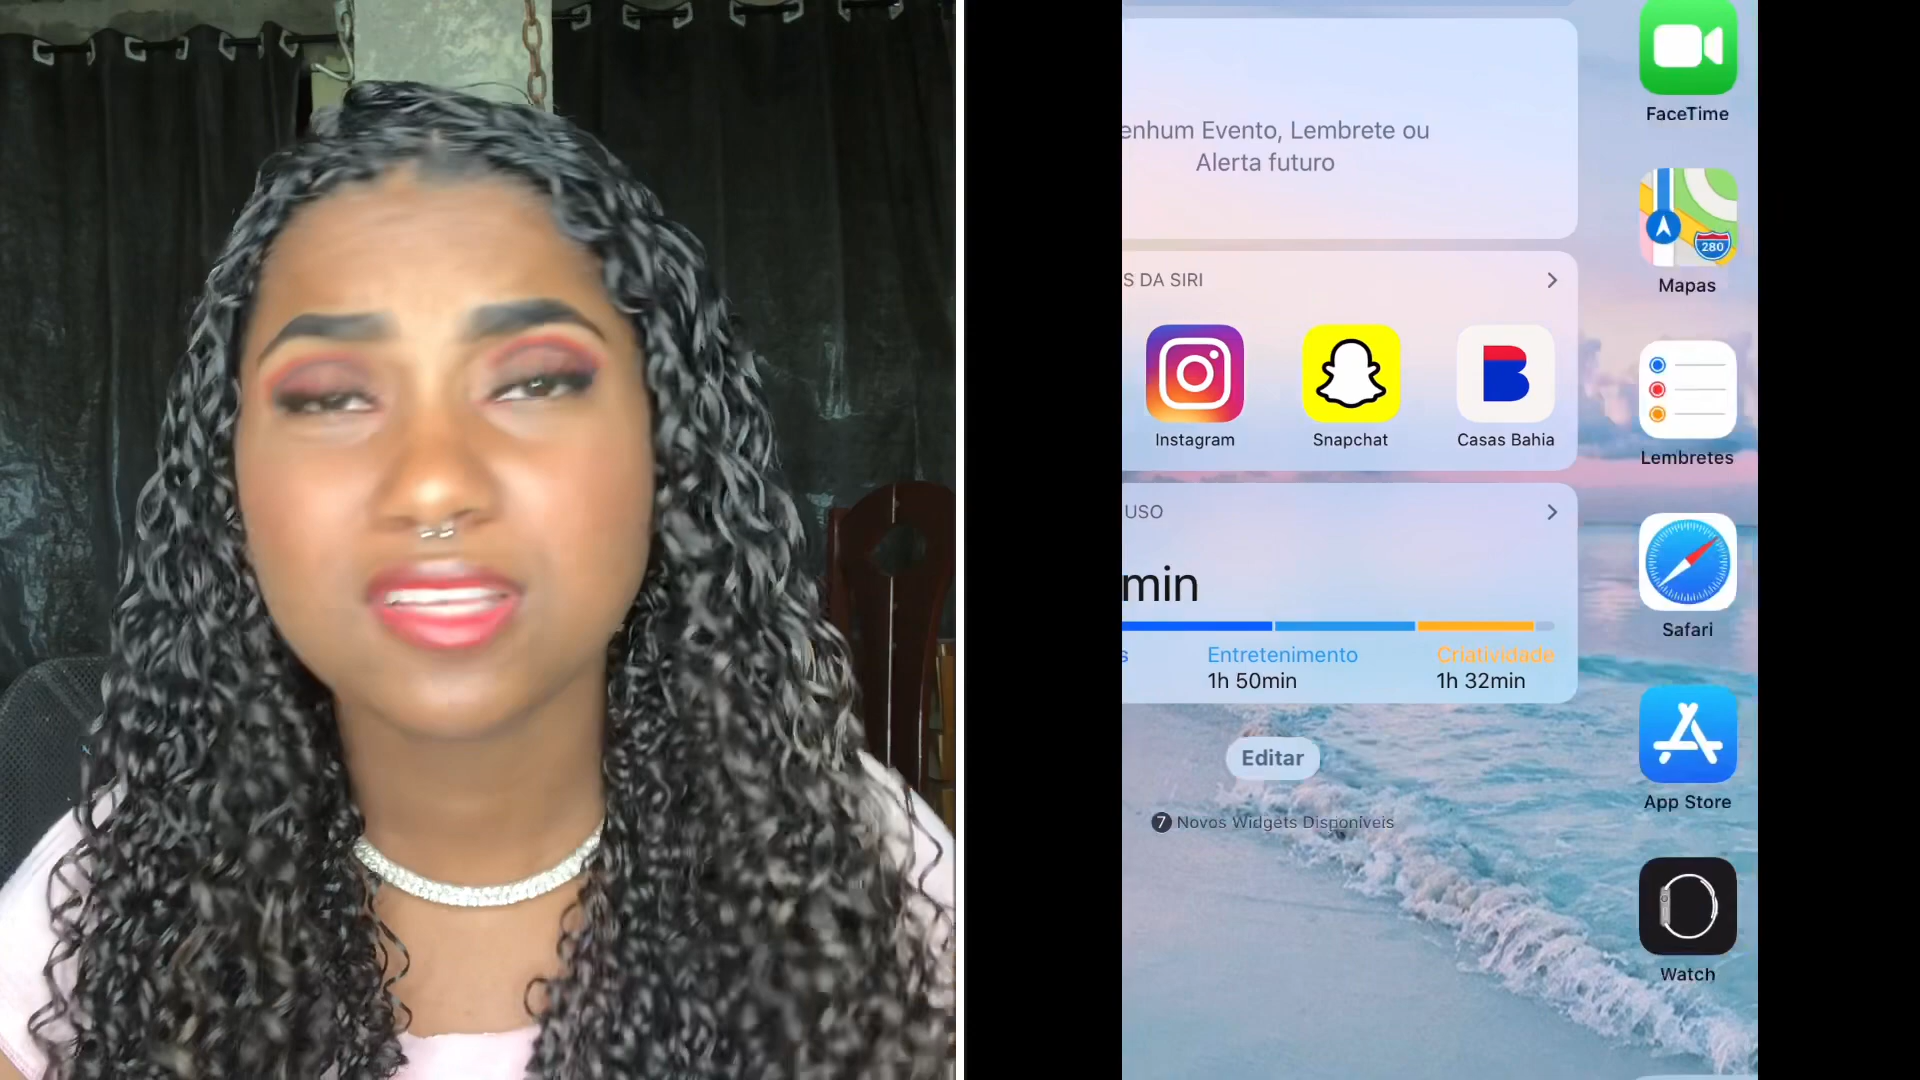 enhum Evento, Lembrete ou
Alerta futuro
S DA SIRI
Instagram
Snapchat
Casas Bahia
USO
min
s
Entretenimento
Criatividade
1h 50min
1h 32min
Editar
7 Novos Widgets Disponíveis
FaceTime
280
Mapas
Lembretes
Safari
App Store
Watch